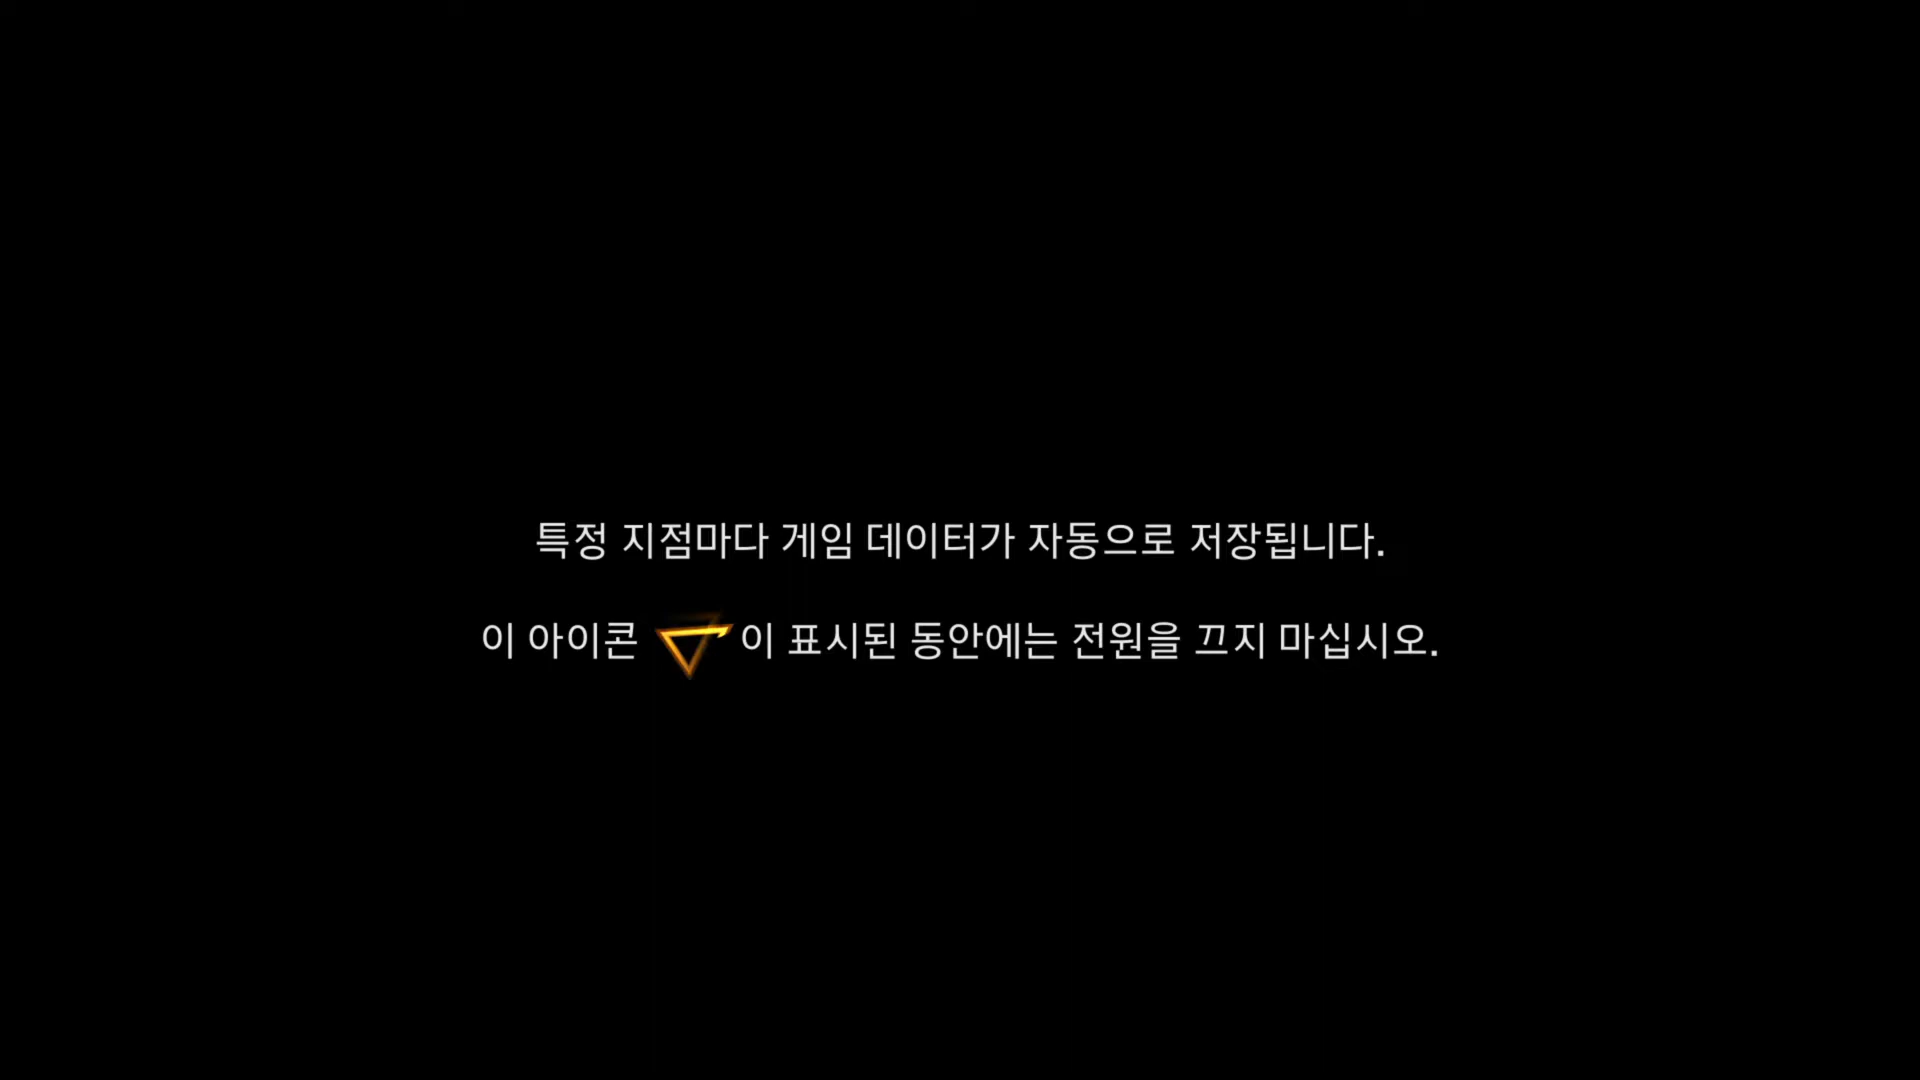 특정 지점마다 게임 데이터가 자동으로 저장됩니다.
이 아이콘 이 표시된 동안에는 전원을 끄지 마십시오.